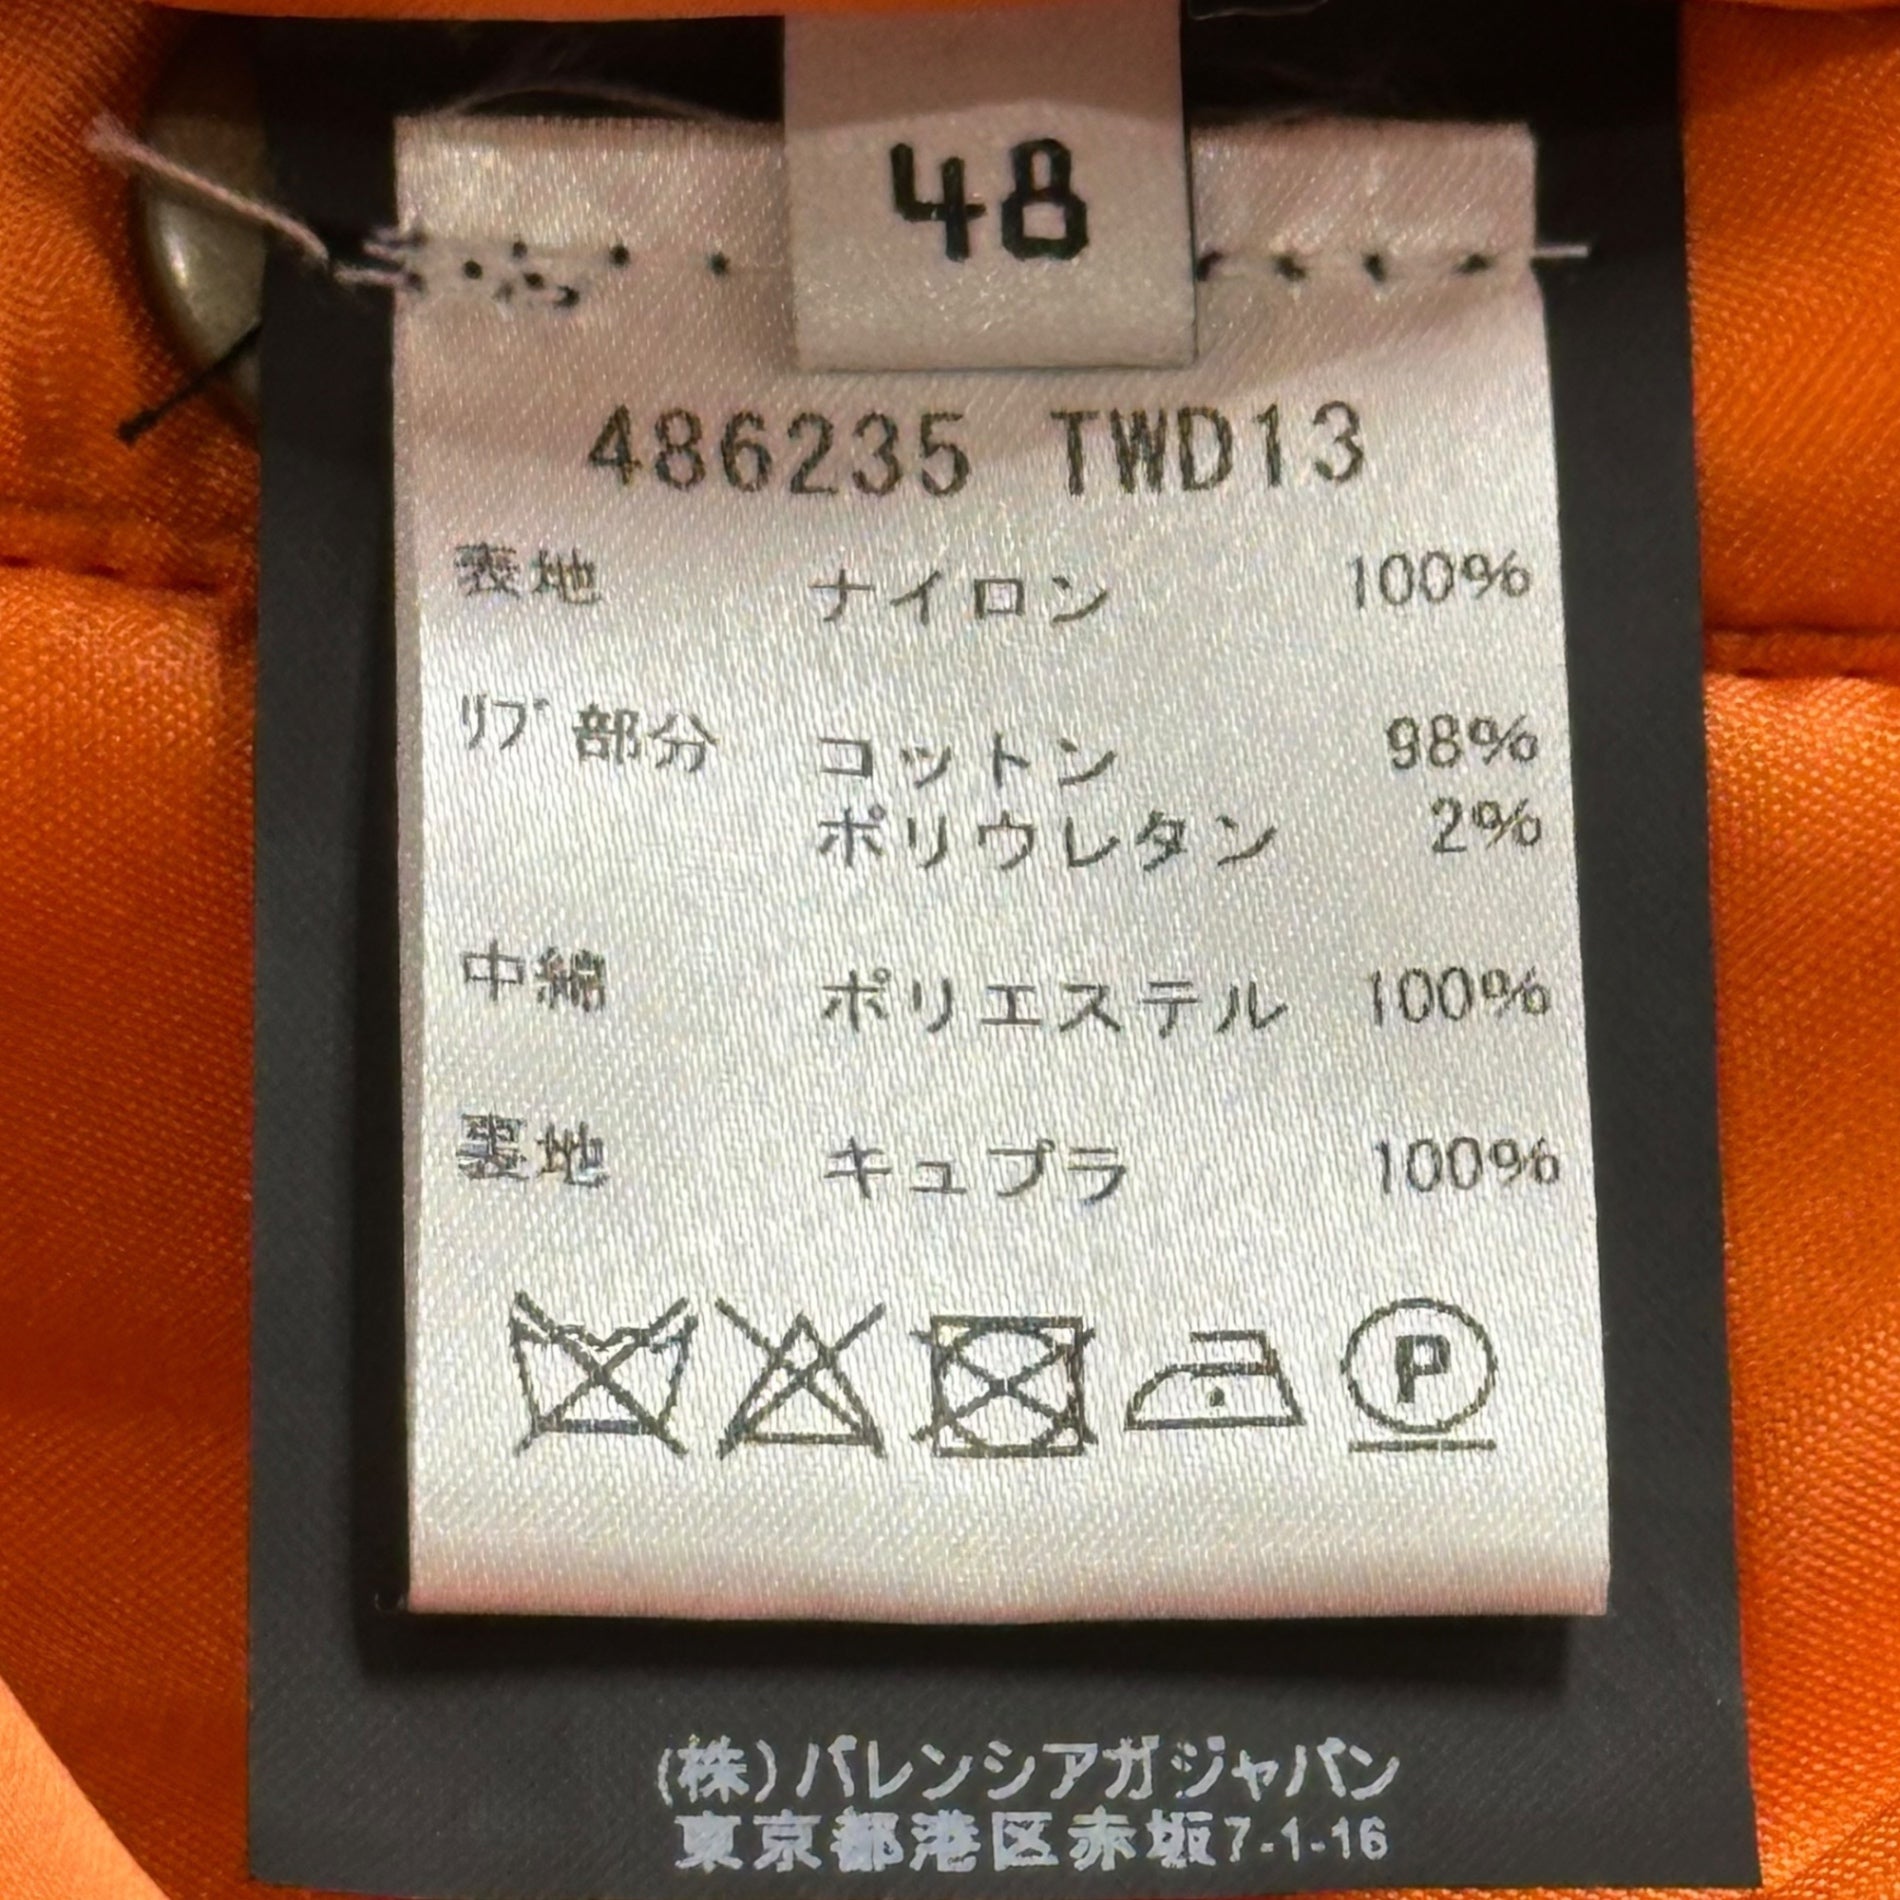 48
486235 TWD13
表地 ナイロン 100%
ﾘﾌﾞ部分 コットン 98%
ポリウレタン 2%
中綿 ポリエステル 100%
裏地 キュプラ 100%
P
(株)バレンシアガジャパン
東京都港区赤坂7-1-16